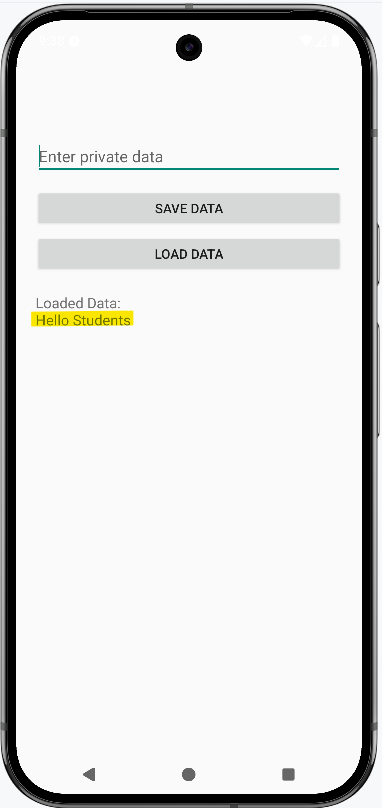 Enter private data
SAVE DATA
LOAD DATA
Loaded Data:
Hello Students